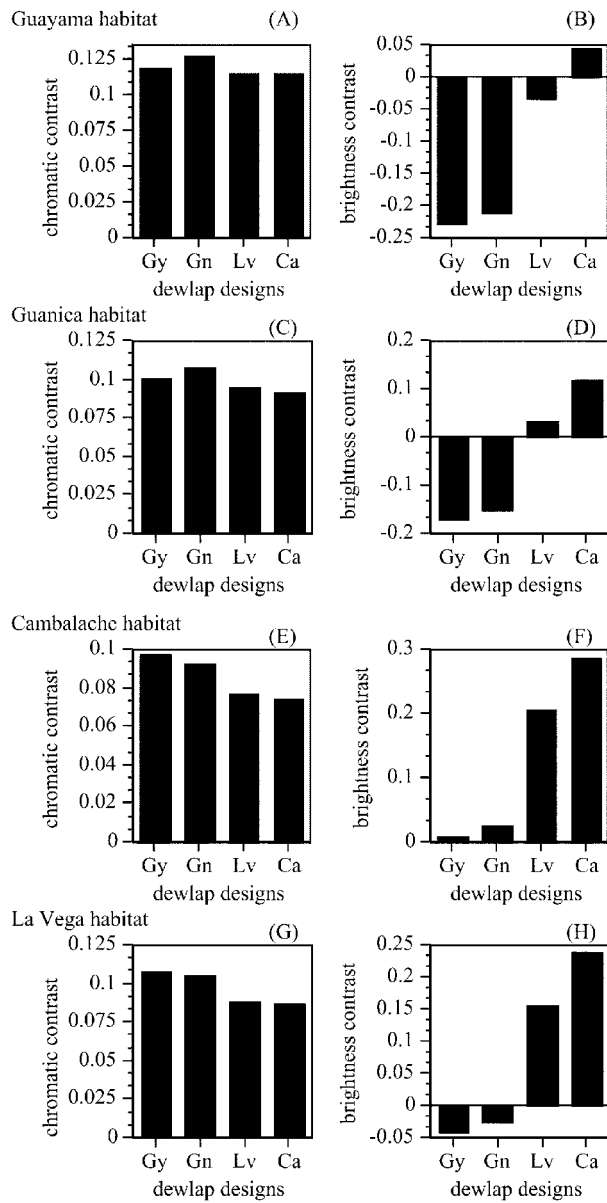 Guayama habitat
(A)
chromatic contrast
0.125
0.1
0.075
0.05
0.025
0
Gy Gn Lv Ca
dewlap designs
(B)
brightness contrast
0.05
0
-0.05
-0.1
-0.15
-0.2
-0.25
Gy Gn Lv Ca
dewlap designs
Guanica habitat
(C)
chromatic contrast
0.125
0.1
0.075
0.05
0.025
0
Gy Gn Lv Ca
dewlap designs
(D)
brightness contrast
0.2
0.1
0
-0.1
-0.2
Gy Gn Lv Ca
dewlap designs
Cambalache habitat
(E)
chromatic contrast
0.1
0.08
0.06
0.04
0.02
0
Gy Gn Lv Ca
dewlap designs
(F)
brightness contrast
0.3
0.2
0.1
0
Gy Gn Lv Ca
dewlap designs
La Vega habitat
(G)
chromatic contrast
0.125
0.1
0.075
0.05
0.025
0
Gy Gn Lv Ca
dewlap designs
(H)
brightness contrast
0.25
0.2
0.15
0.1
0.05
0
-0.05
Gy Gn Lv Ca
dewlap designs